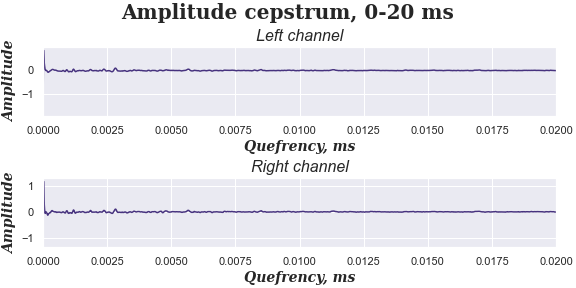 Amplitude cepstrum, 0-20 ms
Left channel
Amplitude
0
−1
0.0000 0.0025 0.0050 0.0075 0.0100 0.0125 0.0150 0.0175 0.0200
Quefrency, ms
Right channel
Amplitude
1
0
−1
0.0000 0.0025 0.0050 0.0075 0.0100 0.0125 0.0150 0.0175 0.0200
Quefrency, ms